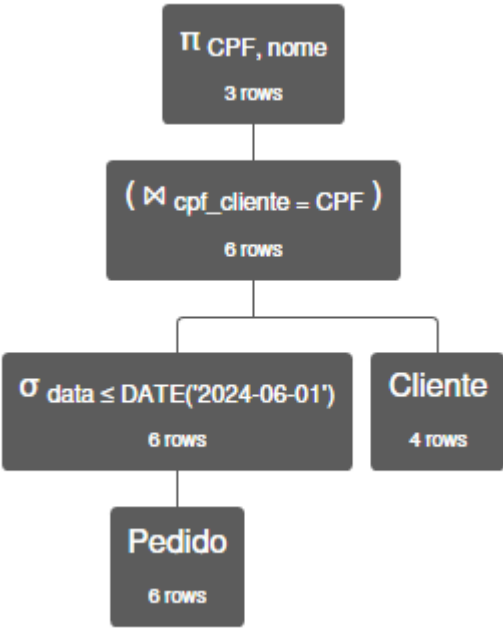 π CPF, nome
3 rows
( ⋈ cpf_cliente = CPF )
6 rows
σ data ≤ DATE('2024-06-01')
6 rows
Cliente
4 rows
Pedido
6 rows